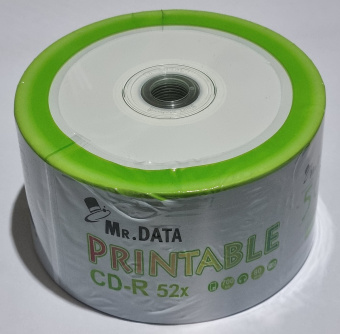 MR.DATA
PRINTABLE
CD-R 52x